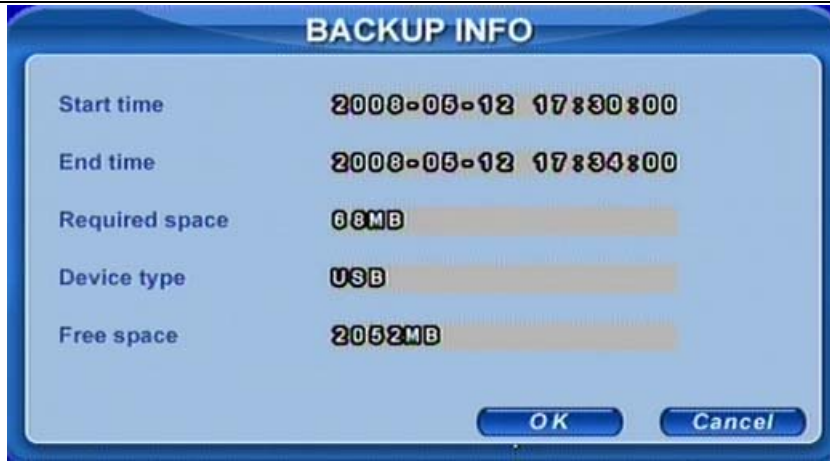 BACKUP INFO
Start time 2008-05-12 17:30:00
End time 2008-05-12 17:34:00
Required space 68MB
Device type USB
Free space 2052MB
OK Cancel